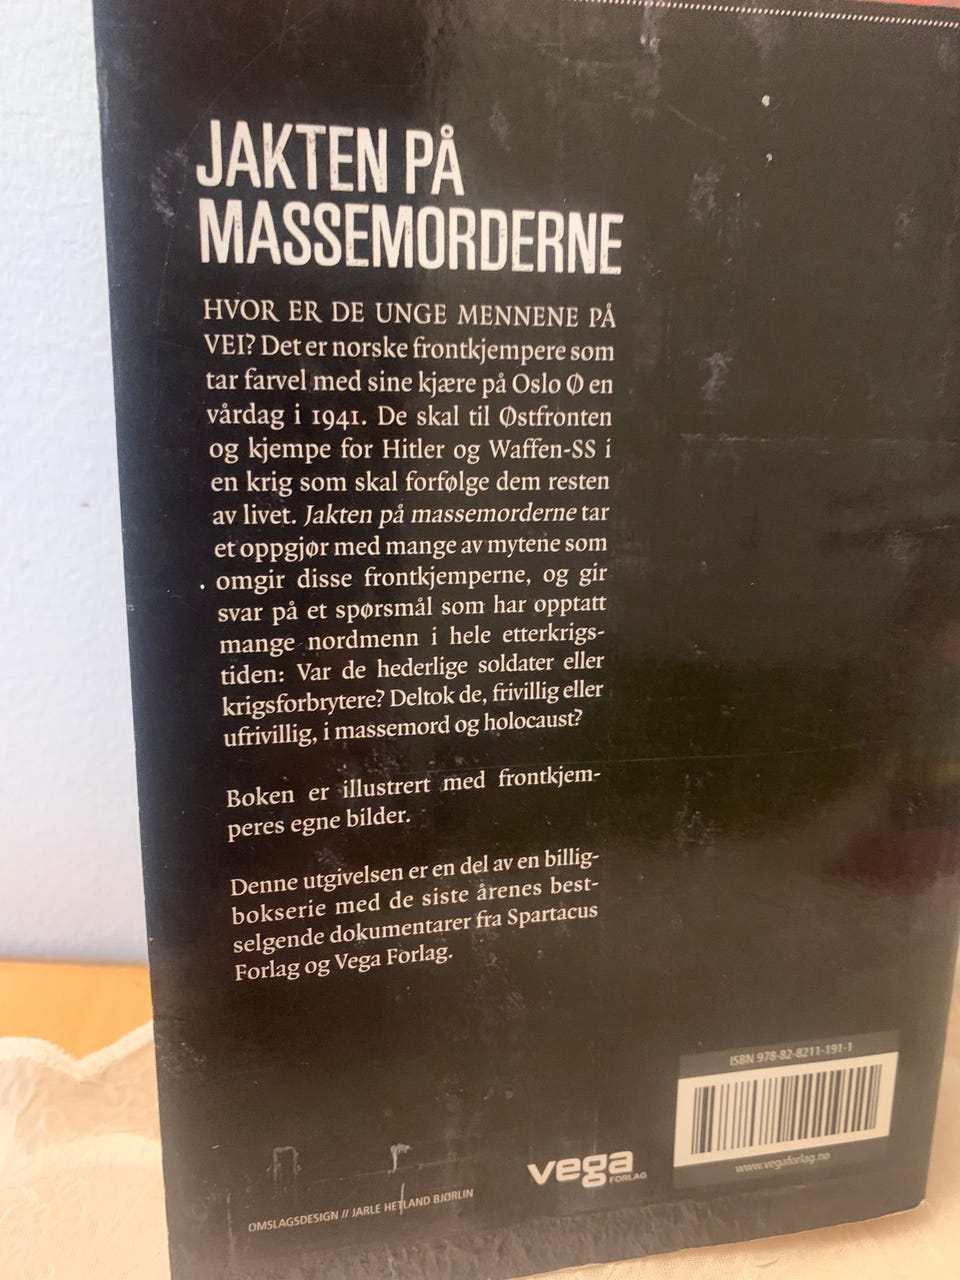 JAKTEN PÅ
MASSEMORDERNE
HVOR ER DE UNGE MENNENE PÅ
VEI? Det er norske frontkjempere som
tar farvel med sine kjære på Oslo Ø en
vårdag i 1941. De skal til Østfronten
og kjempe for Hitler og Waffen-SS i
en krig som skal forfølge dem resten
av livet. Jakten på massemorderne tar
et oppgjør med mange av mytene som
omgir disse frontkjemperne, og gir
svar på et spørsmål som har opptatt
mange nordmenn i hele etterkrigs-
tiden: Var de hederlige soldater eller
krigsforbrytere? Deltok de, frivillig eller
ufrivillig, i massemord og holocaust?
Boken er illustrert med frontkjem-
peres egne bilder.
Denne utgivelsen er en del av en billig-
bokserie med de siste årenes best-
selgende dokumentarer fra Spartacus
Forlag og Vega Forlag.
ISBN 978-82-8211-191-1
www.vegaforlag.no
vega
FORLAG
OMSLAGSDESIGN // JARLE HETLAND BJØRLIN